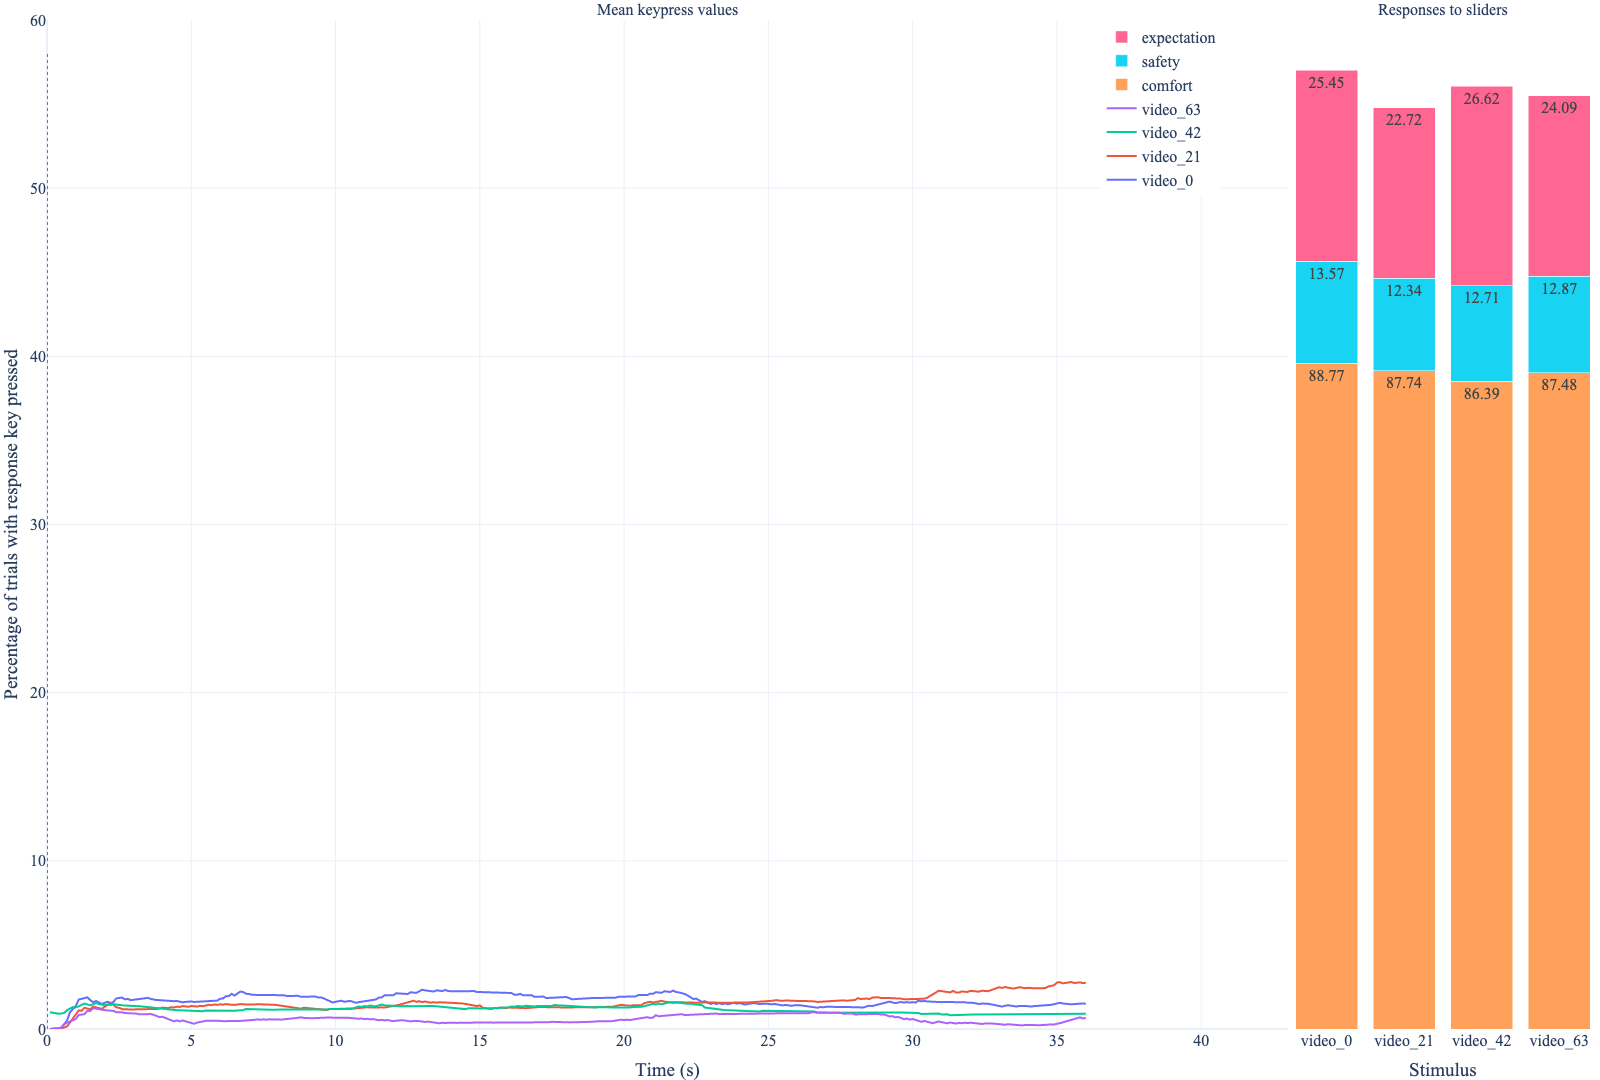 Mean keypress values
Responses to sliders
60
50
40
30
20
10
0
Percentage of trials with response key pressed
0
5
10
15
20
25
30
35
40
Time (s)
expectation
safety
comfort
video_63
video_42
video_21
video_0
25.45
22.72
26.62
24.09
13.57
12.34
12.71
12.87
88.77
87.74
86.39
87.48
video_0
video_21
video_42
video_63
Stimulus